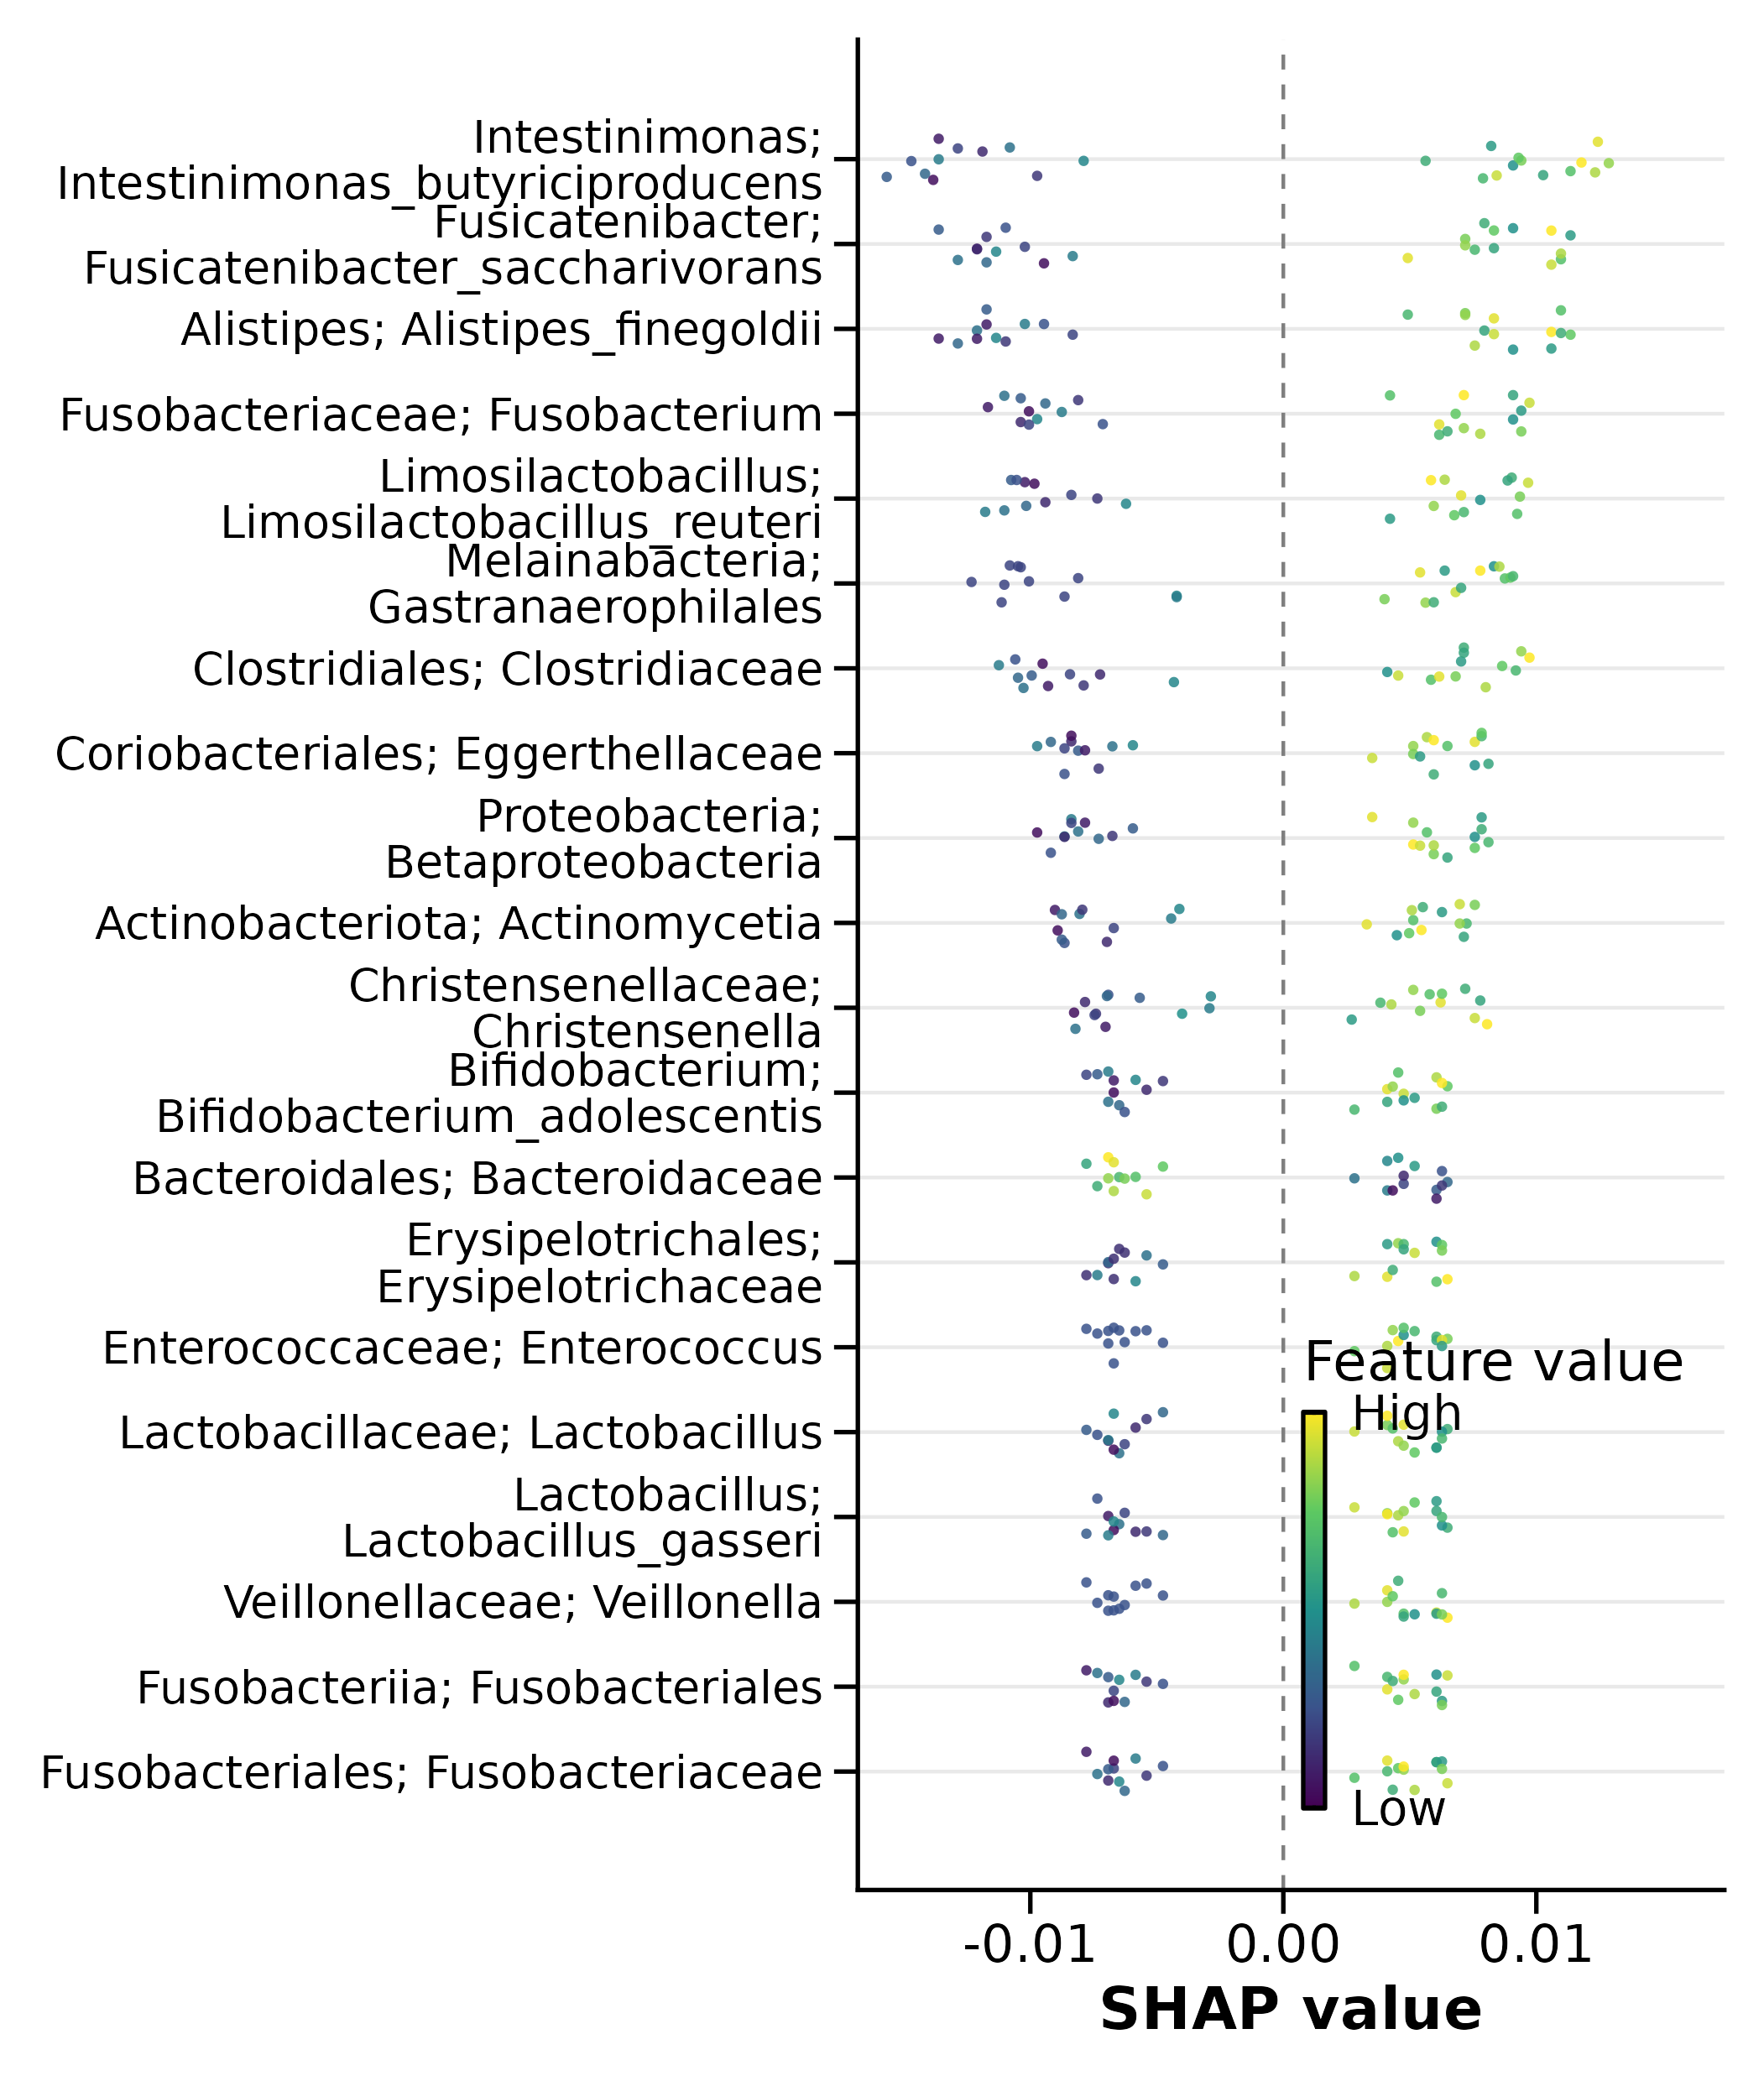 Intestinimonas;
Intestinimonas_butyriciproducens
Fusicatenibacter;
Fusicatenibacter_saccharivorans
Alistipes; Alistipes_finegoldii
Fusobacteriaceae; Fusobacterium
Limosilactobacillus;
Limosilactobacillus_reuteri
Melainabacteria;
Gastranaerophilales
Clostridiales; Clostridiaceae
Coriobacteriales; Eggerthellaceae
Proteobacteria;
Betaproteobacteria
Actinobacteriota; Actinomycetia
Christensenellaceae;
Christensenella
Bifidobacterium;
Bifidobacterium_adolescentis
Bacteroidales; Bacteroidaceae
Erysipelotrichales;
Erysipelotrichaceae
Enterococcaceae; Enterococcus
Lactobacillaceae; Lactobacillus
Lactobacillus;
Lactobacillus_gasseri
Veillonellaceae; Veillonella
Fusobacteriia; Fusobacteriales
Fusobacteriales; Fusobacteriaceae
Feature value
High
Low
-0.01 0.00 0.01
SHAP value